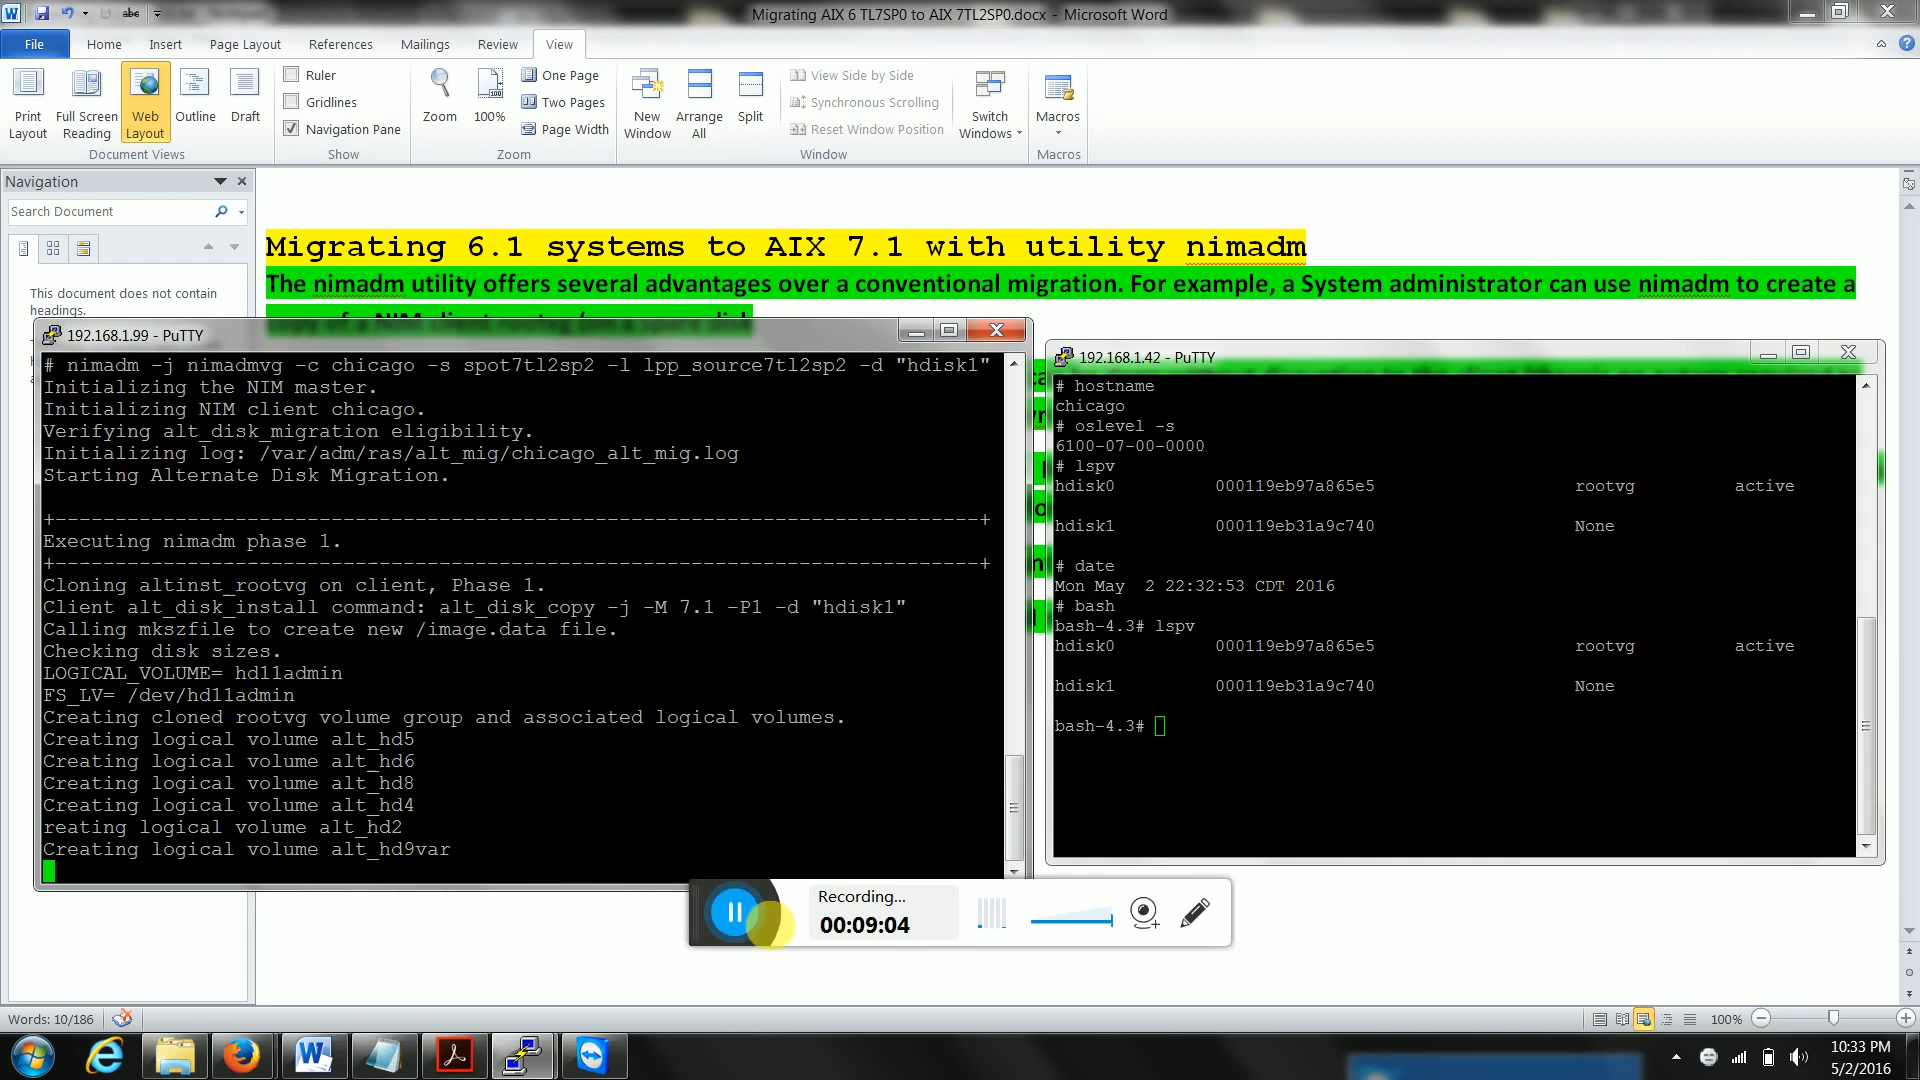 Migrating AIX 6 TL7SP0 to AIX 7TL2SP0.docx - Microsoft Word
File Home Insert Page Layout References Mailings Review View
Print Layout
Full Screen Reading
Web Layout
Outline
Draft
Document Views
Ruler
Gridlines
Navigation Pane
Show
Zoom
100%
One Page
Two Pages
Page Width
Zoom
New Window
Arrange All
Split
View Side by Side
Synchronous Scrolling
Reset Window Position
Window
Switch Windows
Macros
Macros
Navigation
Search Document
This document does not contain
headings.
Migrating 6.1 systems to AIX 7.1 with utility nimadm
The nimadm utility offers several advantages over a conventional migration. For example, a System administrator can use nimadm to create a
192.168.1.99 - PuTTY
# nimadm -j nimadmvg -c chicago -s spot7tl2sp2 -l lpp_source7tl2sp2 -d "hdisk1"
Initializing the NIM master.
Initializing NIM client chicago.
Verifying alt_disk_migration eligibility.
Initializing log: /var/adm/ras/alt_mig/chicago_alt_mig.log
Starting Alternate Disk Migration.
+-----------------------------------------------------------------------------+
Executing nimadm phase 1.
+-----------------------------------------------------------------------------+
Cloning altinst_rootvg on client, Phase 1.
Client alt_disk_install command: alt_disk_copy -j -M 7.1 -P1 -d "hdisk1"
Calling mkszfile to create new /image.data file.
Checking disk sizes.
LOGICAL_VOLUME= hd11admin
FS_LV= /dev/hd11admin
Creating cloned rootvg volume group and associated logical volumes.
Creating logical volume alt_hd5
Creating logical volume alt_hd6
Creating logical volume alt_hd8
Creating logical volume alt_hd4
reating logical volume alt_hd2
Creating logical volume alt_hd9var
192.168.1.42 - PuTTY
# hostname
chicago
# oslevel -s
6100-07-00-0000
# lspv
hdisk0 000119eb97a865e5 rootvg active
hdisk1 000119eb31a9c740 None
# date
Mon May  2 22:32:53 CDT 2016
# bash
bash-4.3# lspv
hdisk0 000119eb97a865e5 rootvg active
hdisk1 000119eb31a9c740 None
bash-4.3#
Recording...
00:09:04
Words: 10/186
100%
10:33 PM
5/2/2016